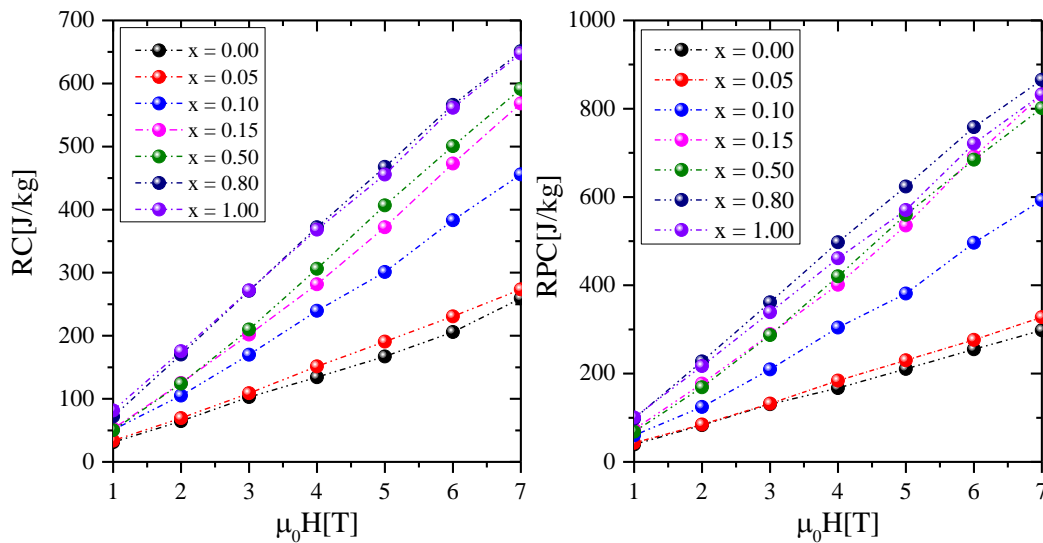 RC[J/kg]
700
600
500
400
300
200
100
0
x = 0.00
x = 0.05
x = 0.10
x = 0.15
x = 0.50
x = 0.80
x = 1.00
1 2 3 4 5 6 7
μ₀H[T]
RPC[J/kg]
1000
800
600
400
200
0
x = 0.00
x = 0.05
x = 0.10
x = 0.15
x = 0.50
x = 0.80
x = 1.00
1 2 3 4 5 6 7
μ₀H[T]